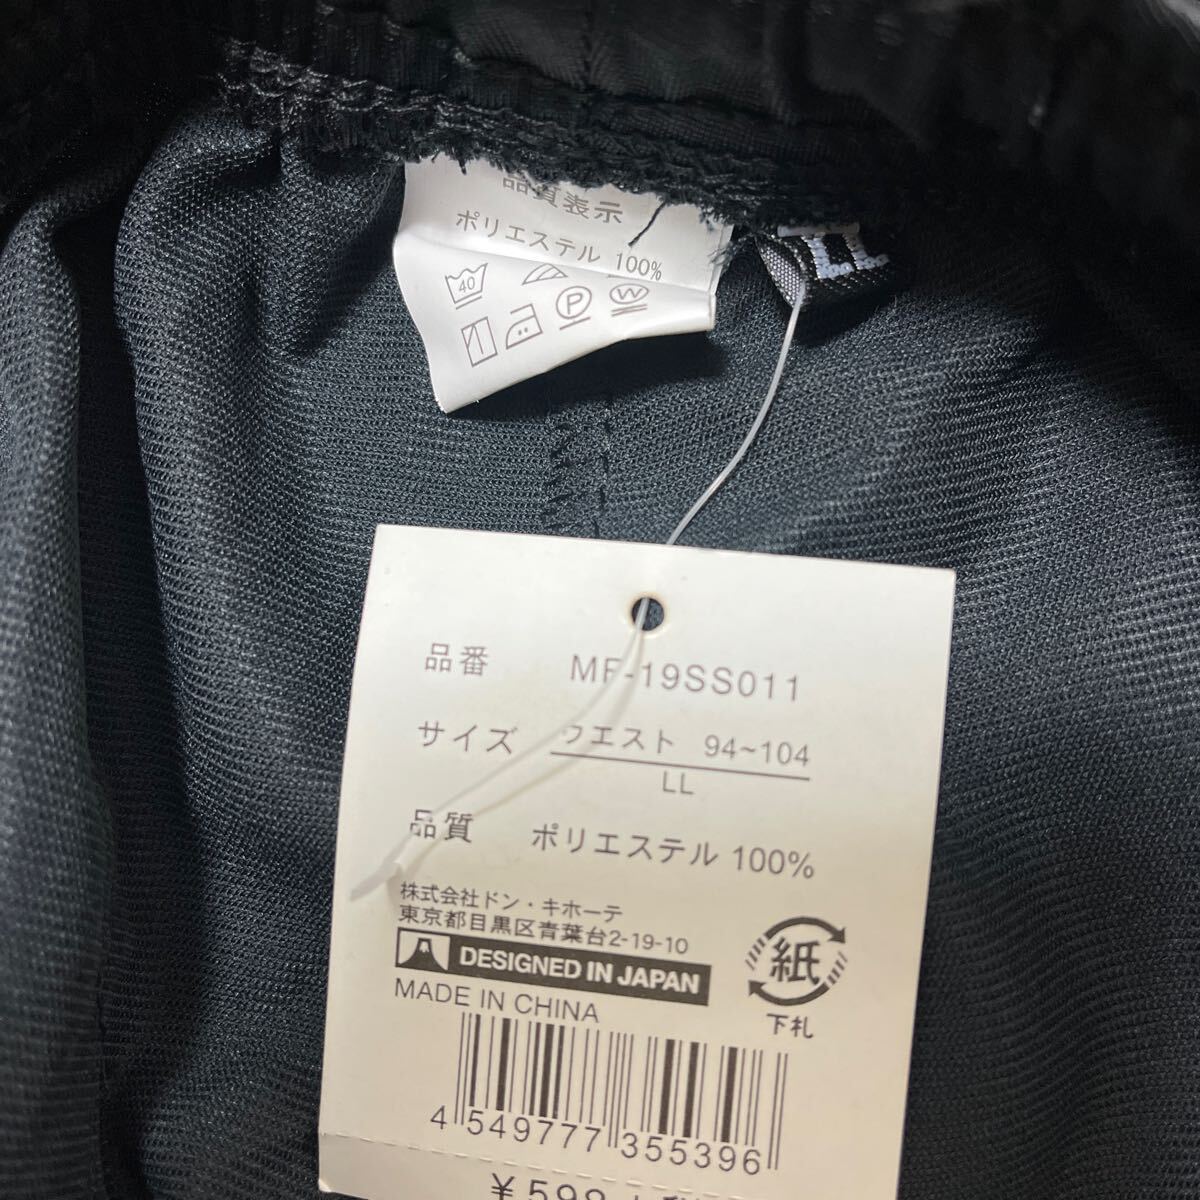 品質表示
ポリエステル 100%
40
P
W
LL
品番 MF-19SS011
サイズ ウエスト 94~104
LL
品質 ポリエステル 100%
株式会社ドン・キホーテ
東京都目黒区青葉台2-19-10
DESIGNED IN JAPAN
MADE IN CHINA
紙
下札
4 549777 355396